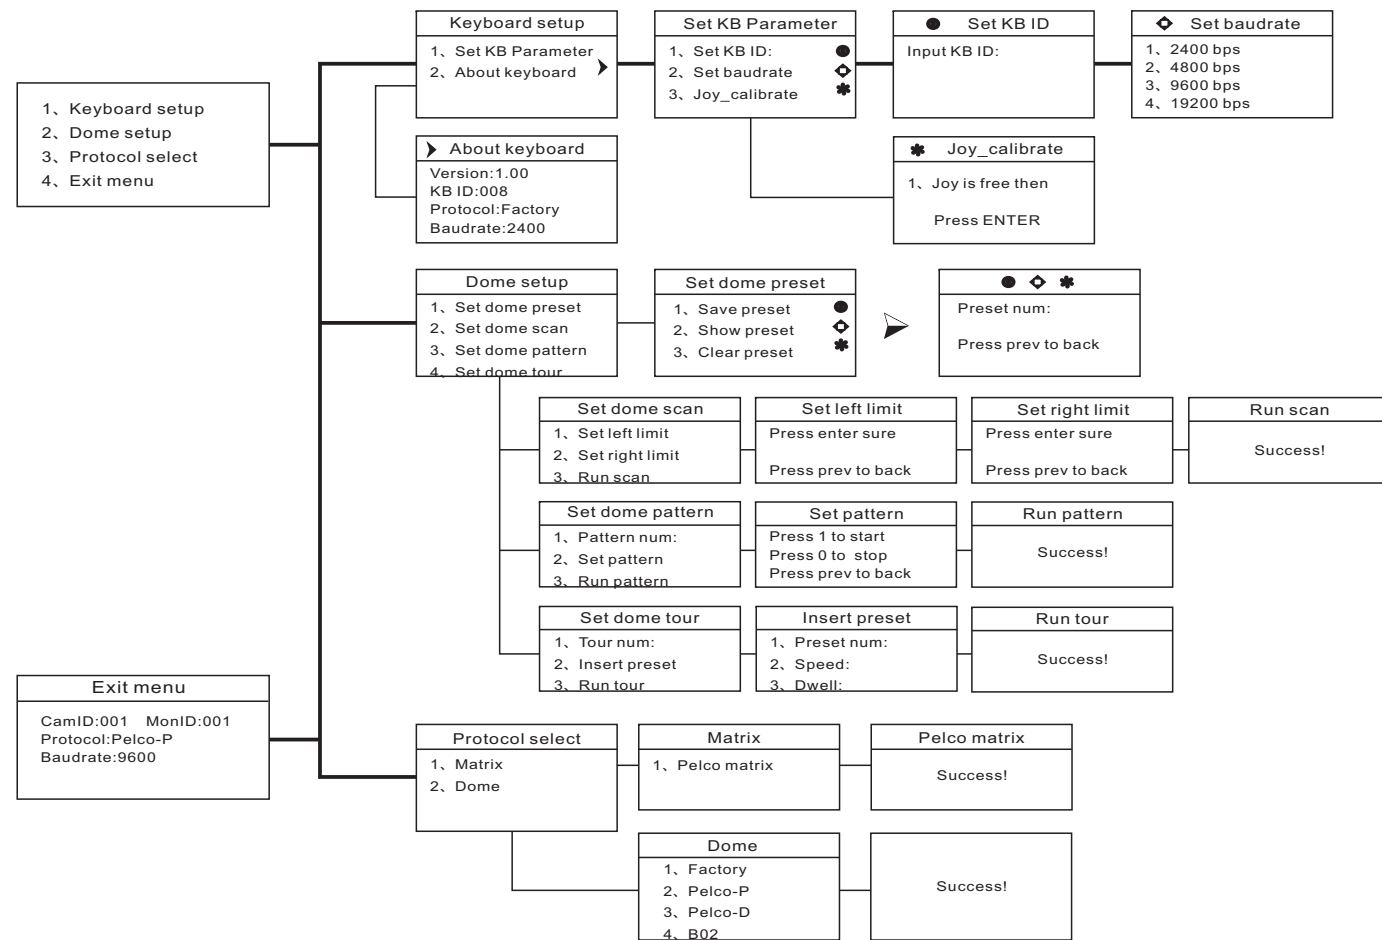 1、Keyboard setup
2、Dome setup
3、Protocol select
4、Exit menu
Keyboard setup
1、Set KB Parameter
2、About keyboard
Set KB Parameter
1、Set KB ID:
2、Set baudrate
3、Joy_calibrate
Set KB ID
Input KB ID:
Set baudrate
1、2400 bps
2、4800 bps
3、9600 bps
4、19200 bps
About keyboard
Version:1.00
KB ID:008
Protocol:Factory
Baudrate:2400
Joy_calibrate
1、Joy is free then
Press ENTER
Dome setup
1、Set dome preset
2、Set dome scan
3、Set dome pattern
4、Set dome tour
Set dome preset
1、Save preset
2、Show preset
3、Clear preset
Preset num:
Press prev to back
Set dome scan
1、Set left limit
2、Set right limit
3、Run scan
Set left limit
Press enter sure
Press prev to back
Set right limit
Press enter sure
Press prev to back
Run scan
Success!
Set dome pattern
1、Pattern num:
2、Set pattern
3、Run pattern
Set pattern
Press 1 to start
Press 0 to stop
Press prev to back
Run pattern
Success!
Set dome tour
1、Tour num:
2、Insert preset
3、Run tour
Insert preset
1、Preset num:
2、Speed:
3、Dwell:
Run tour
Success!
Exit menu
CamID:001 MonID:001
Protocol:Pelco-P
Baudrate:9600
Protocol select
1、Matrix
2、Dome
Matrix
1、Pelco matrix
Pelco matrix
Success!
Dome
1、Factory
2、Pelco-P
3、Pelco-D
4、B02
Success!